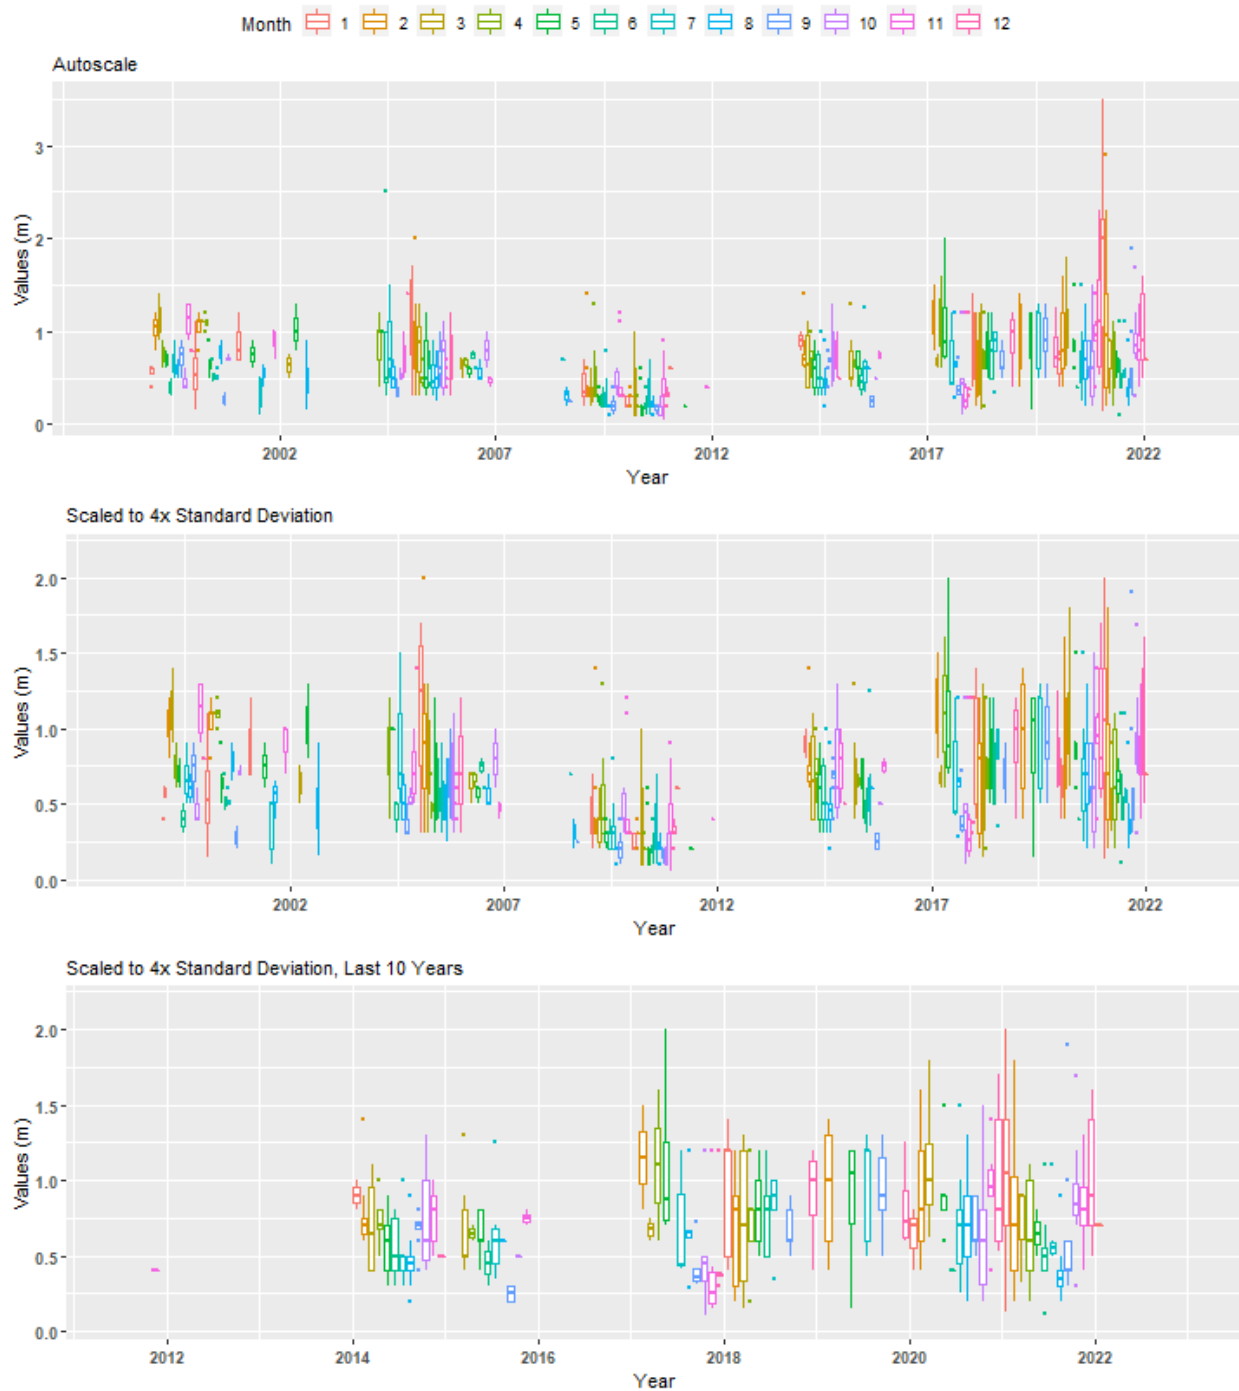 Month 1 2 3 4 5 6 7 8 9 10 11 12
Autoscale
Values (m)
3
2
1
0
2002 2007 2012 2017 2022
Year
Scaled to 4x Standard Deviation
Values (m)
2.0
1.5
1.0
0.5
0.0
2002 2007 2012 2017 2022
Year
Scaled to 4x Standard Deviation, Last 10 Years
Values (m)
2.0
1.5
1.0
0.5
0.0
2012 2014 2016 2018 2020 2022
Year